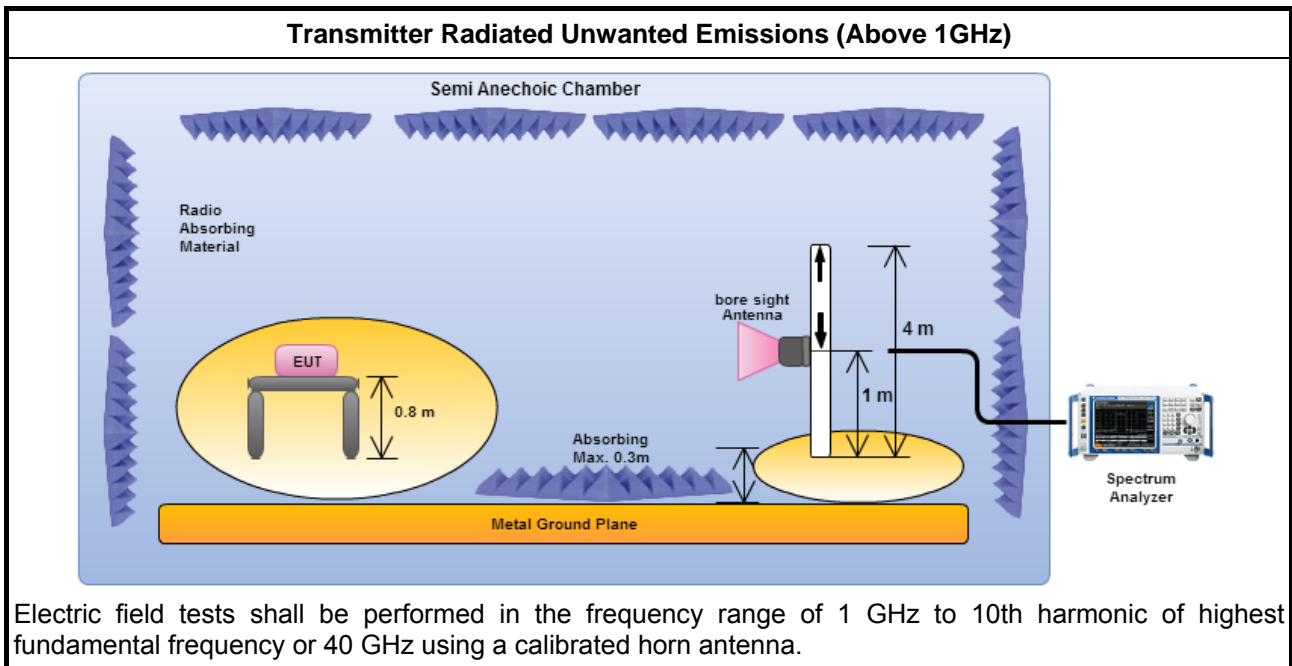 Transmitter Radiated Unwanted Emissions (Above 1GHz)
Semi Anechoic Chamber
Radio
Absorbing
Material
bore sight
Antenna
4 m
EUT
1 m
0.8 m
Absorbing
Max. 0.3m
Spectrum
Analyzer
Metal Ground Plane
Electric field tests shall be performed in the frequency range of 1 GHz to 10th harmonic of highest
fundamental frequency or 40 GHz using a calibrated horn antenna.